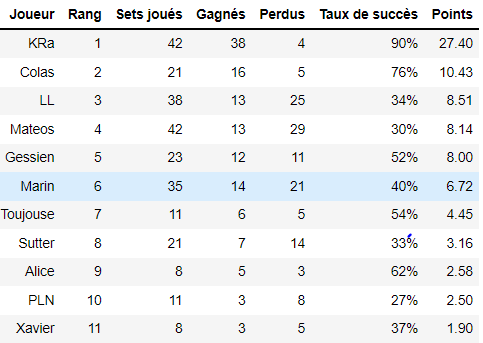 Joueur Rang Sets joués Gagnés Perdus Taux de succès Points
KRa 1 42 38 4 90% 27.40
Colas 2 21 16 5 76% 10.43
LL 3 38 13 25 34% 8.51
Mateos 4 42 13 29 30% 8.14
Gessien 5 23 12 11 52% 8.00
Marin 6 35 14 21 40% 6.72
Toujouse 7 11 6 5 54% 4.45
Sutter 8 21 7 14 33% 3.16
Alice 9 8 5 3 62% 2.58
PLN 10 11 3 8 27% 2.50
Xavier 11 8 3 5 37% 1.90